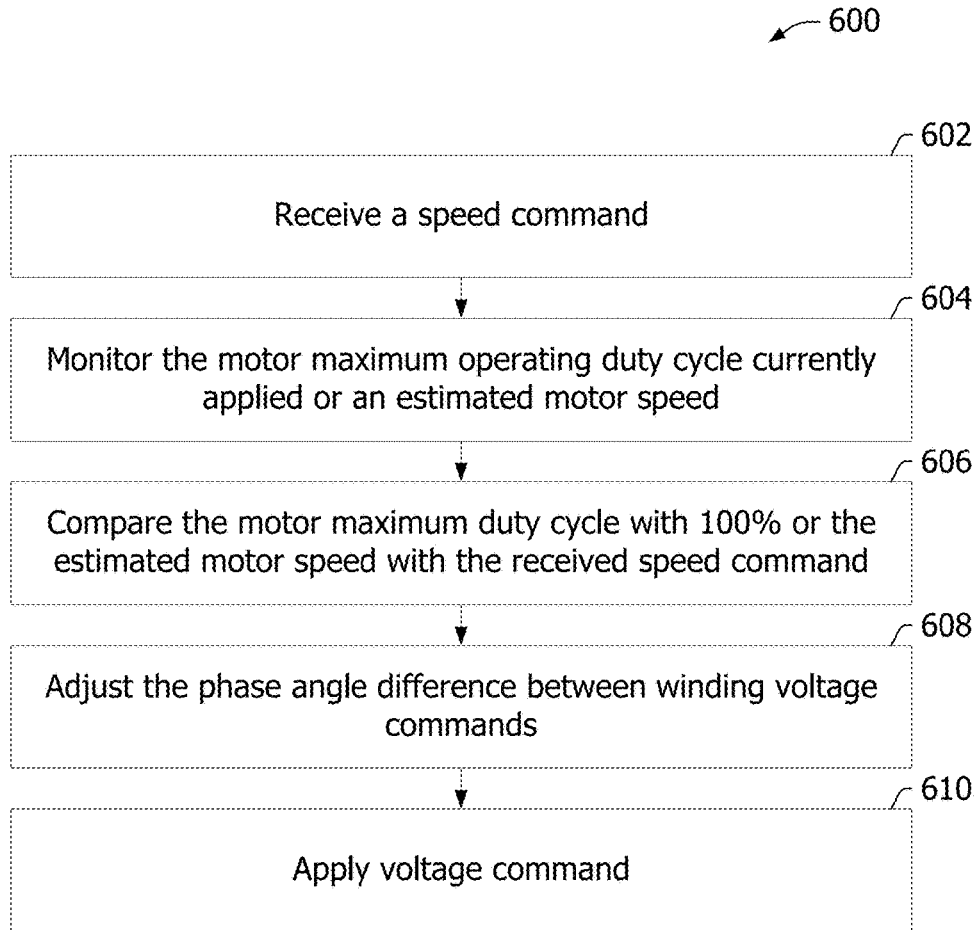 600
602
Receive a speed command
604
Monitor the motor maximum operating duty cycle currently
applied or an estimated motor speed
606
Compare the motor maximum duty cycle with 100% or the
estimated motor speed with the received speed command
608
Adjust the phase angle difference between winding voltage
commands
610
Apply voltage command